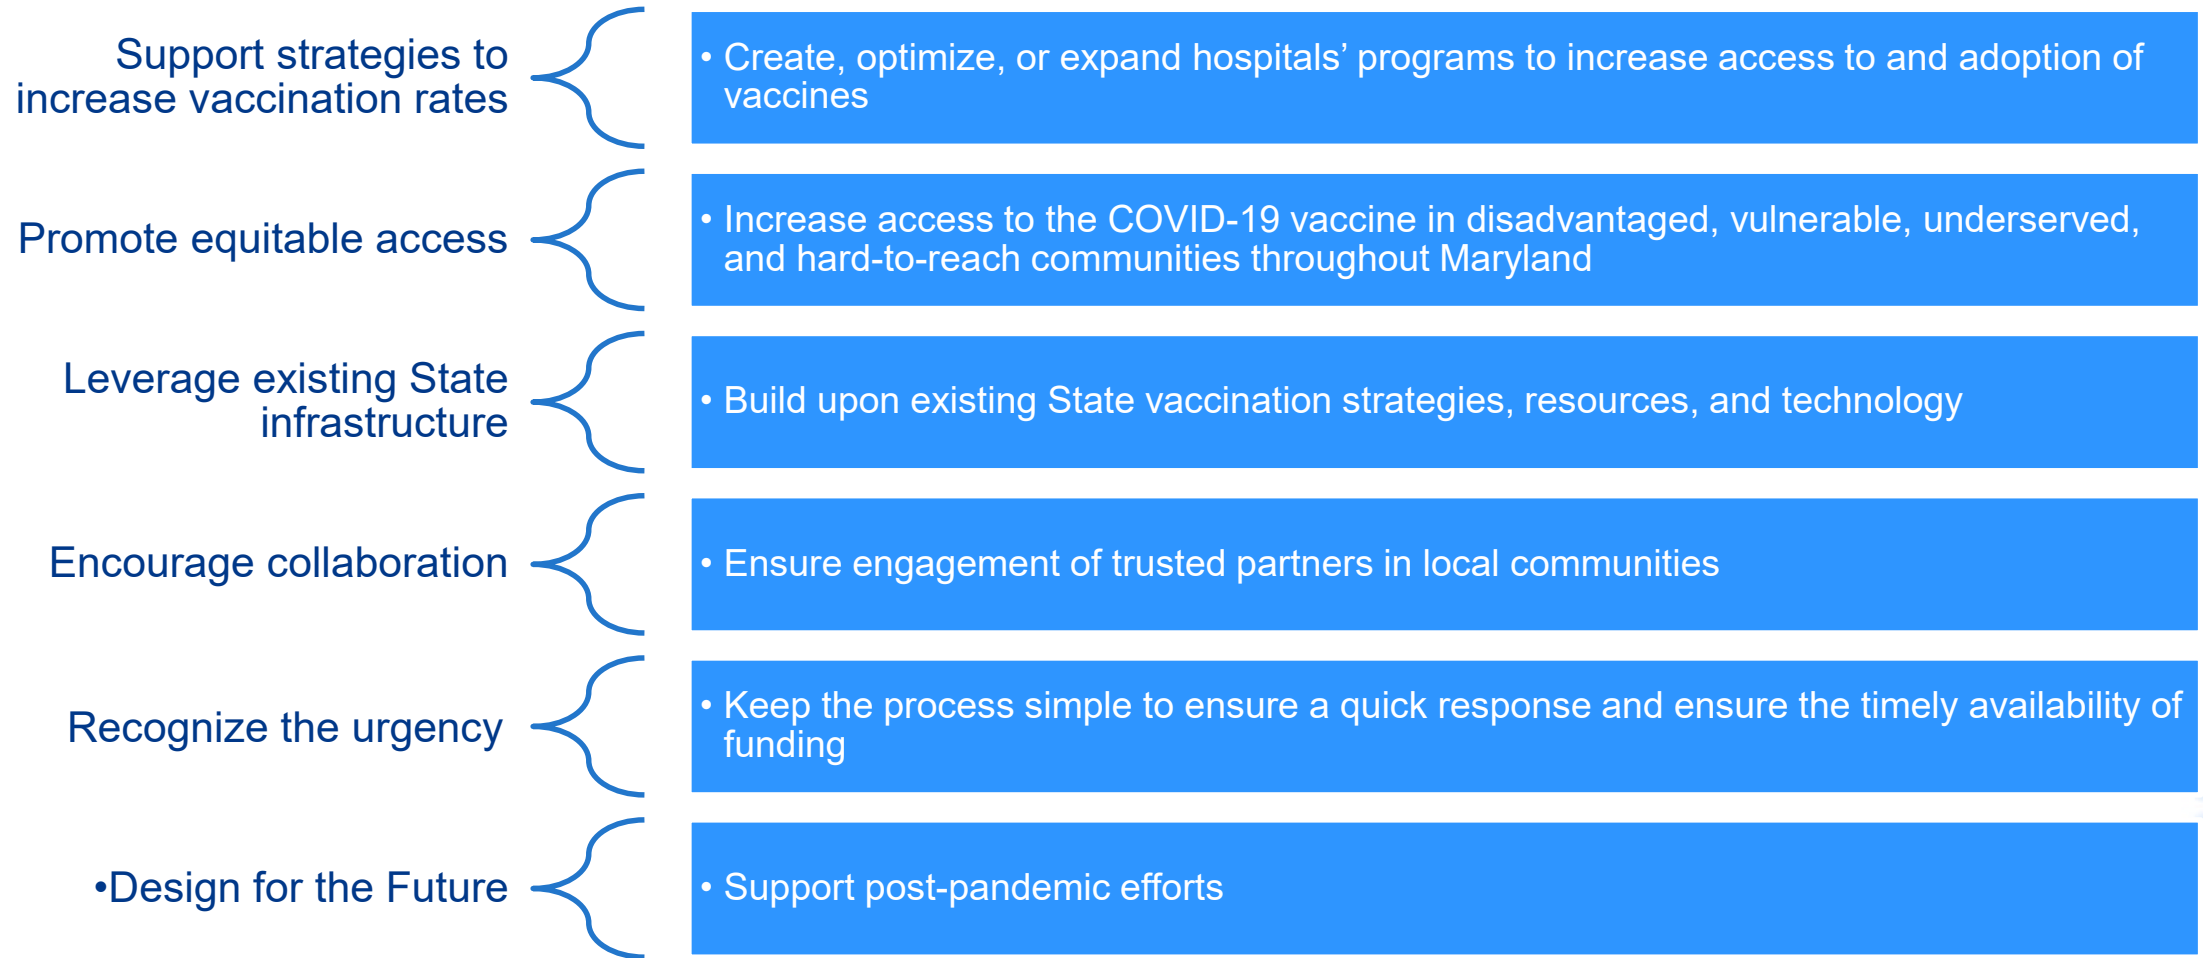 Support strategies to
increase vaccination rates
• Create, optimize, or expand hospitals’ programs to increase access to and adoption of
vaccines
Promote equitable access
• Increase access to the COVID-19 vaccine in disadvantaged, vulnerable, underserved,
and hard-to-reach communities throughout Maryland
Leverage existing State
infrastructure
• Build upon existing State vaccination strategies, resources, and technology
Encourage collaboration
• Ensure engagement of trusted partners in local communities
Recognize the urgency
• Keep the process simple to ensure a quick response and ensure the timely availability of
funding
•Design for the Future
• Support post-pandemic efforts